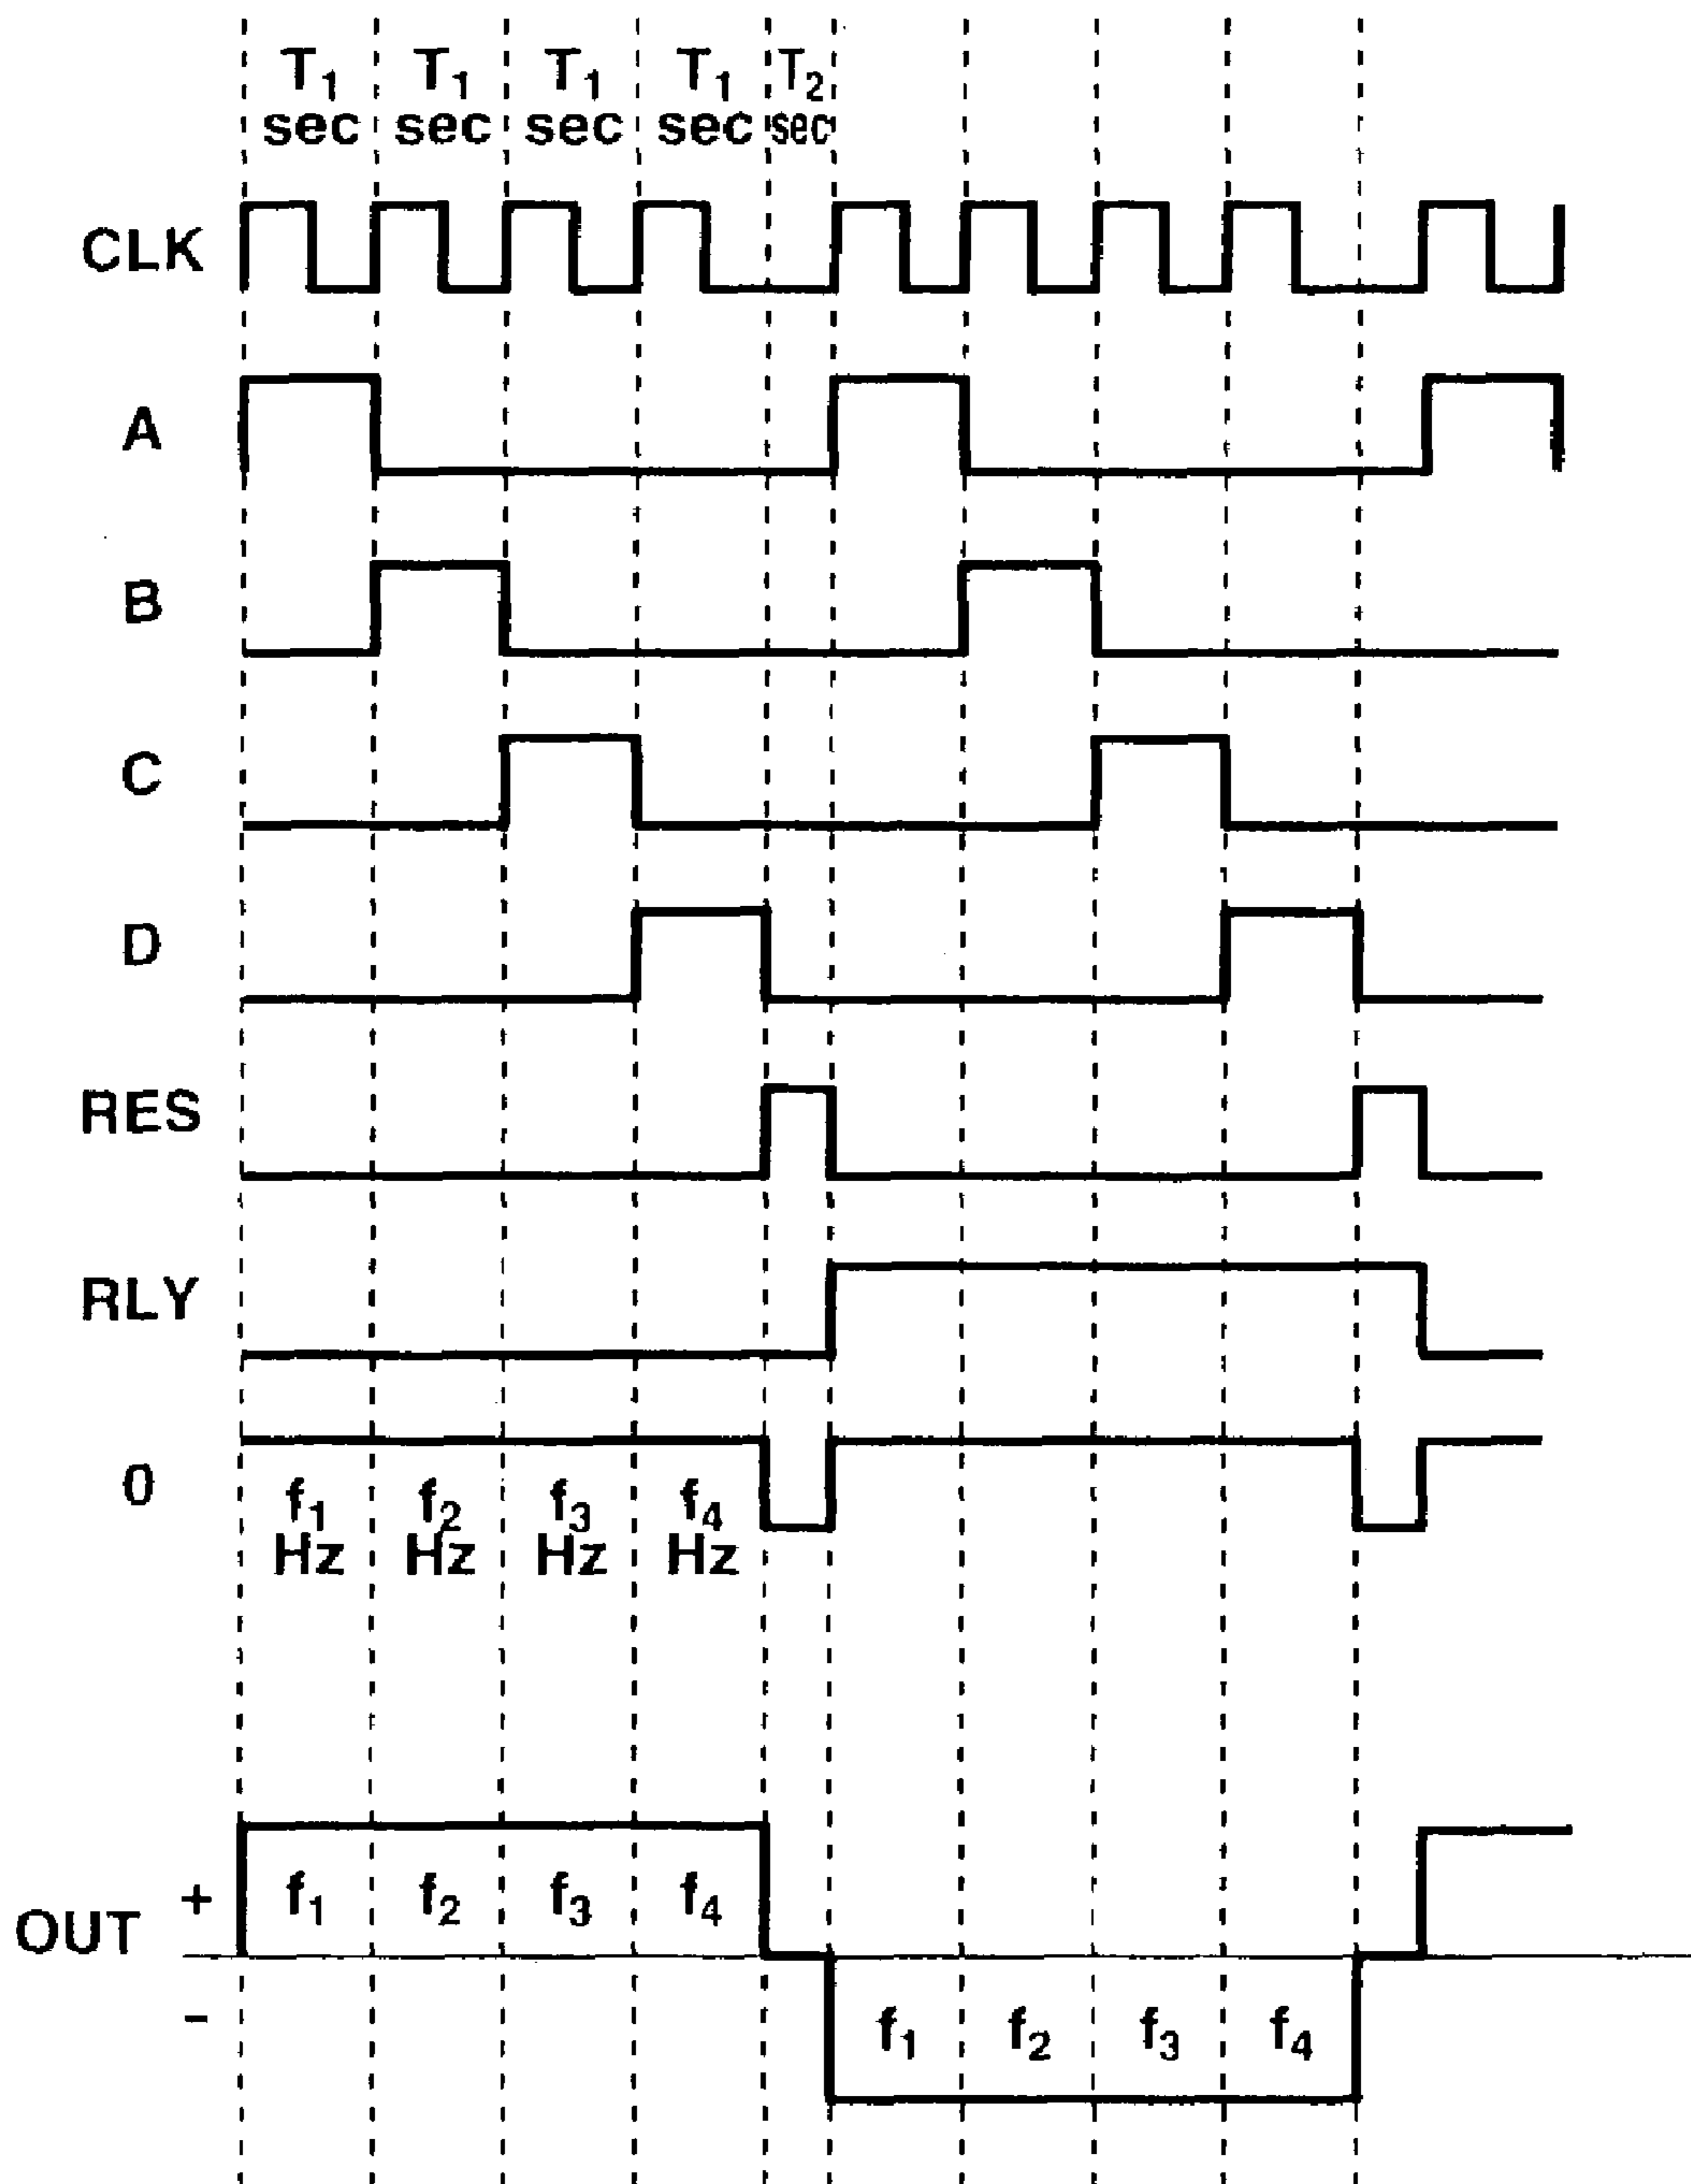 T₁ T₁ T₁ T₁ T₂
sec sec sec sec sec
CLK
A
B
C
D
RES
RLY
0
f₁ f₂ f₃ f₄
Hz Hz Hz Hz
+ f₁ f₂ f₃ f₄
OUT
-
f₁ f₂ f₃ f₄